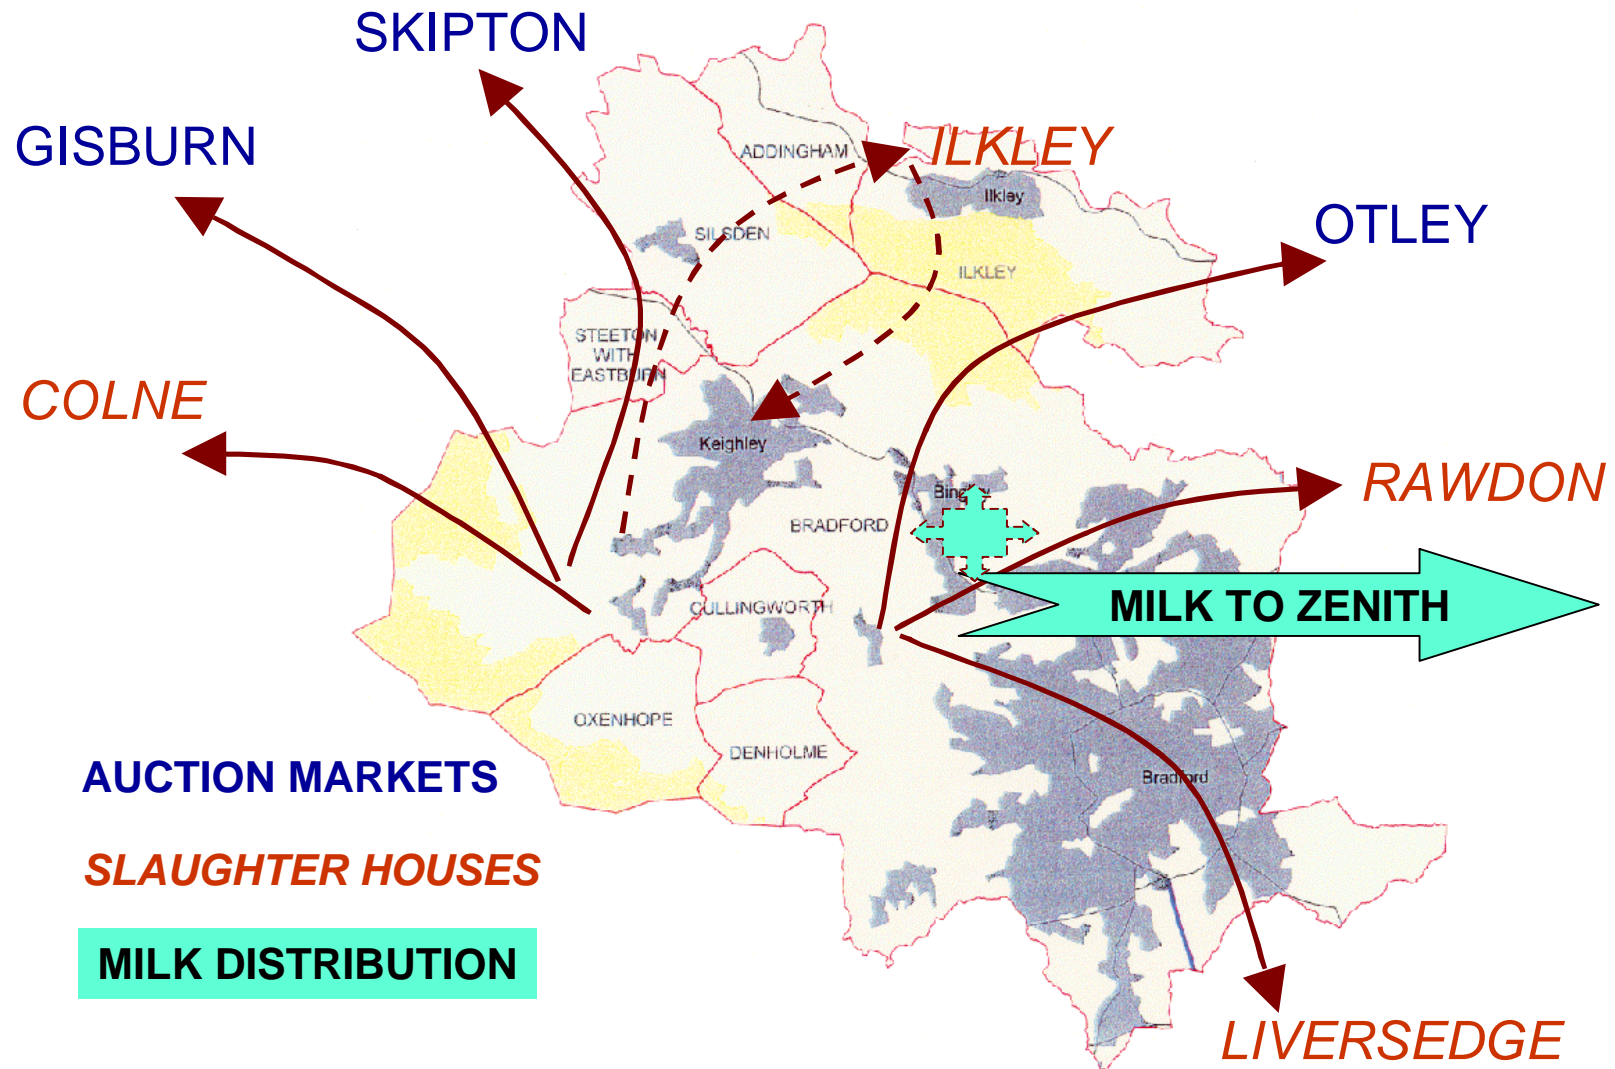 SKIPTON
GISBURN
ADDINGHAM
ILKLEY
Ilkley
OTLEY
SILSDEN
ILKLEY
STEETON
WITH
EASTBURN
COLNE
Keighley
RAWDON
Bingley
BRADFORD
MILK TO ZENITH
CULLINGWORTH
OXENHOPE
DENHOLME
AUCTION MARKETS
Bradford
SLAUGHTER HOUSES
MILK DISTRIBUTION
LIVERSEDGE